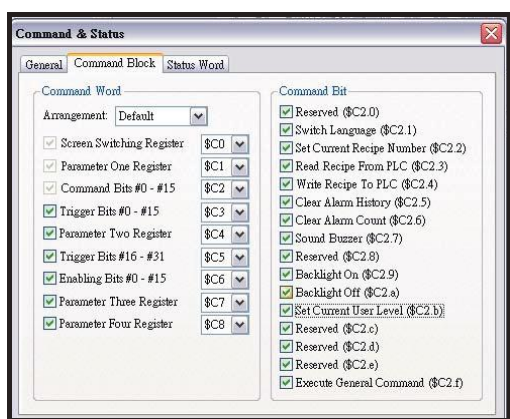 Command & Status
General
Command Block
Status Word
Command Word
Arrangement: Default
Screen Switching Register $C0
Parameter One Register $C1
Command Bits #0 - #15 $C2
Trigger Bits #0 - #15 $C3
Parameter Two Register $C4
Trigger Bits #16 - #31 $C5
Enabling Bits #0 - #15 $C6
Parameter Three Register $C7
Parameter Four Register $C8
Command Bit
Reserved ($C2.0)
Switch Language ($C2.1)
Set Current Recipe Number ($C2.2)
Read Recipe From PLC ($C2.3)
Write Recipe To PLC ($C2.4)
Clear Alarm History ($C2.5)
Clear Alarm Count ($C2.6)
Sound Buzzer ($C2.7)
Reserved ($C2.8)
Backlight On ($C2.9)
Backlight Off ($C2.a)
Set Current User Level ($C2.b)
Reserved ($C2.c)
Reserved ($C2.d)
Reserved ($C2.e)
Execute General Command ($C2.f)